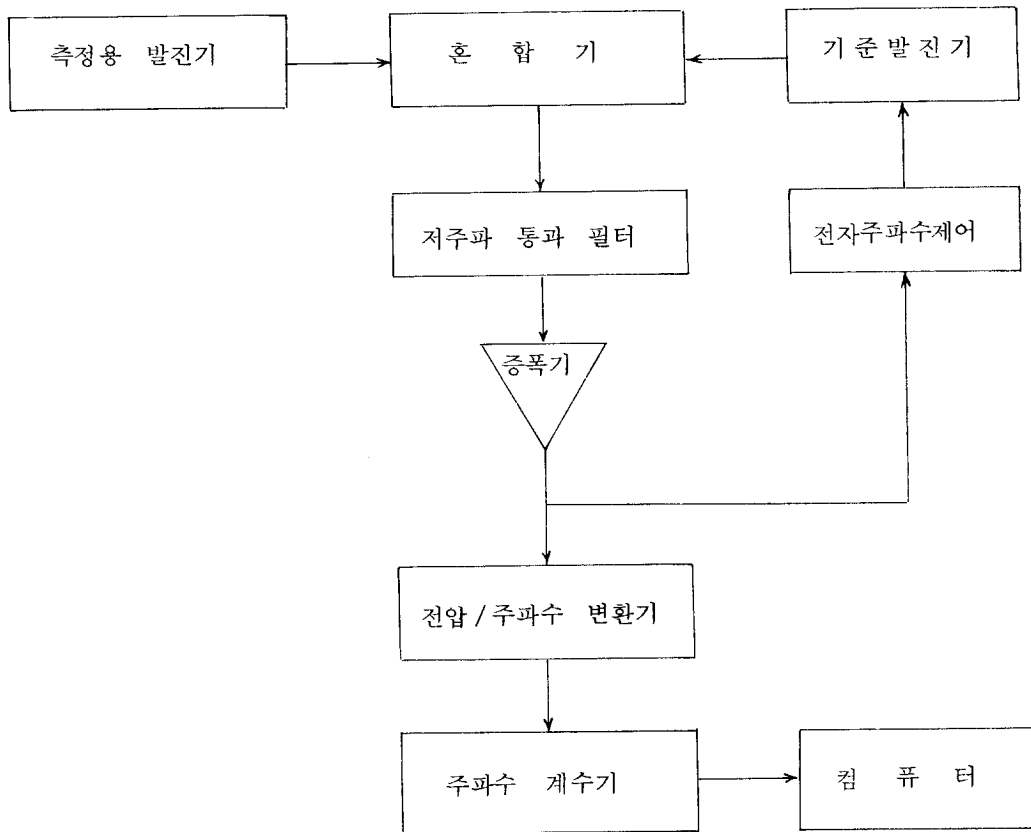 측정용 발진기
혼 합 기
기 준 발 진 기
저주파 통과 필터
전자주파수제어
증폭기
전압 / 주파수 변환기
주파수 계수기
컴 퓨 터